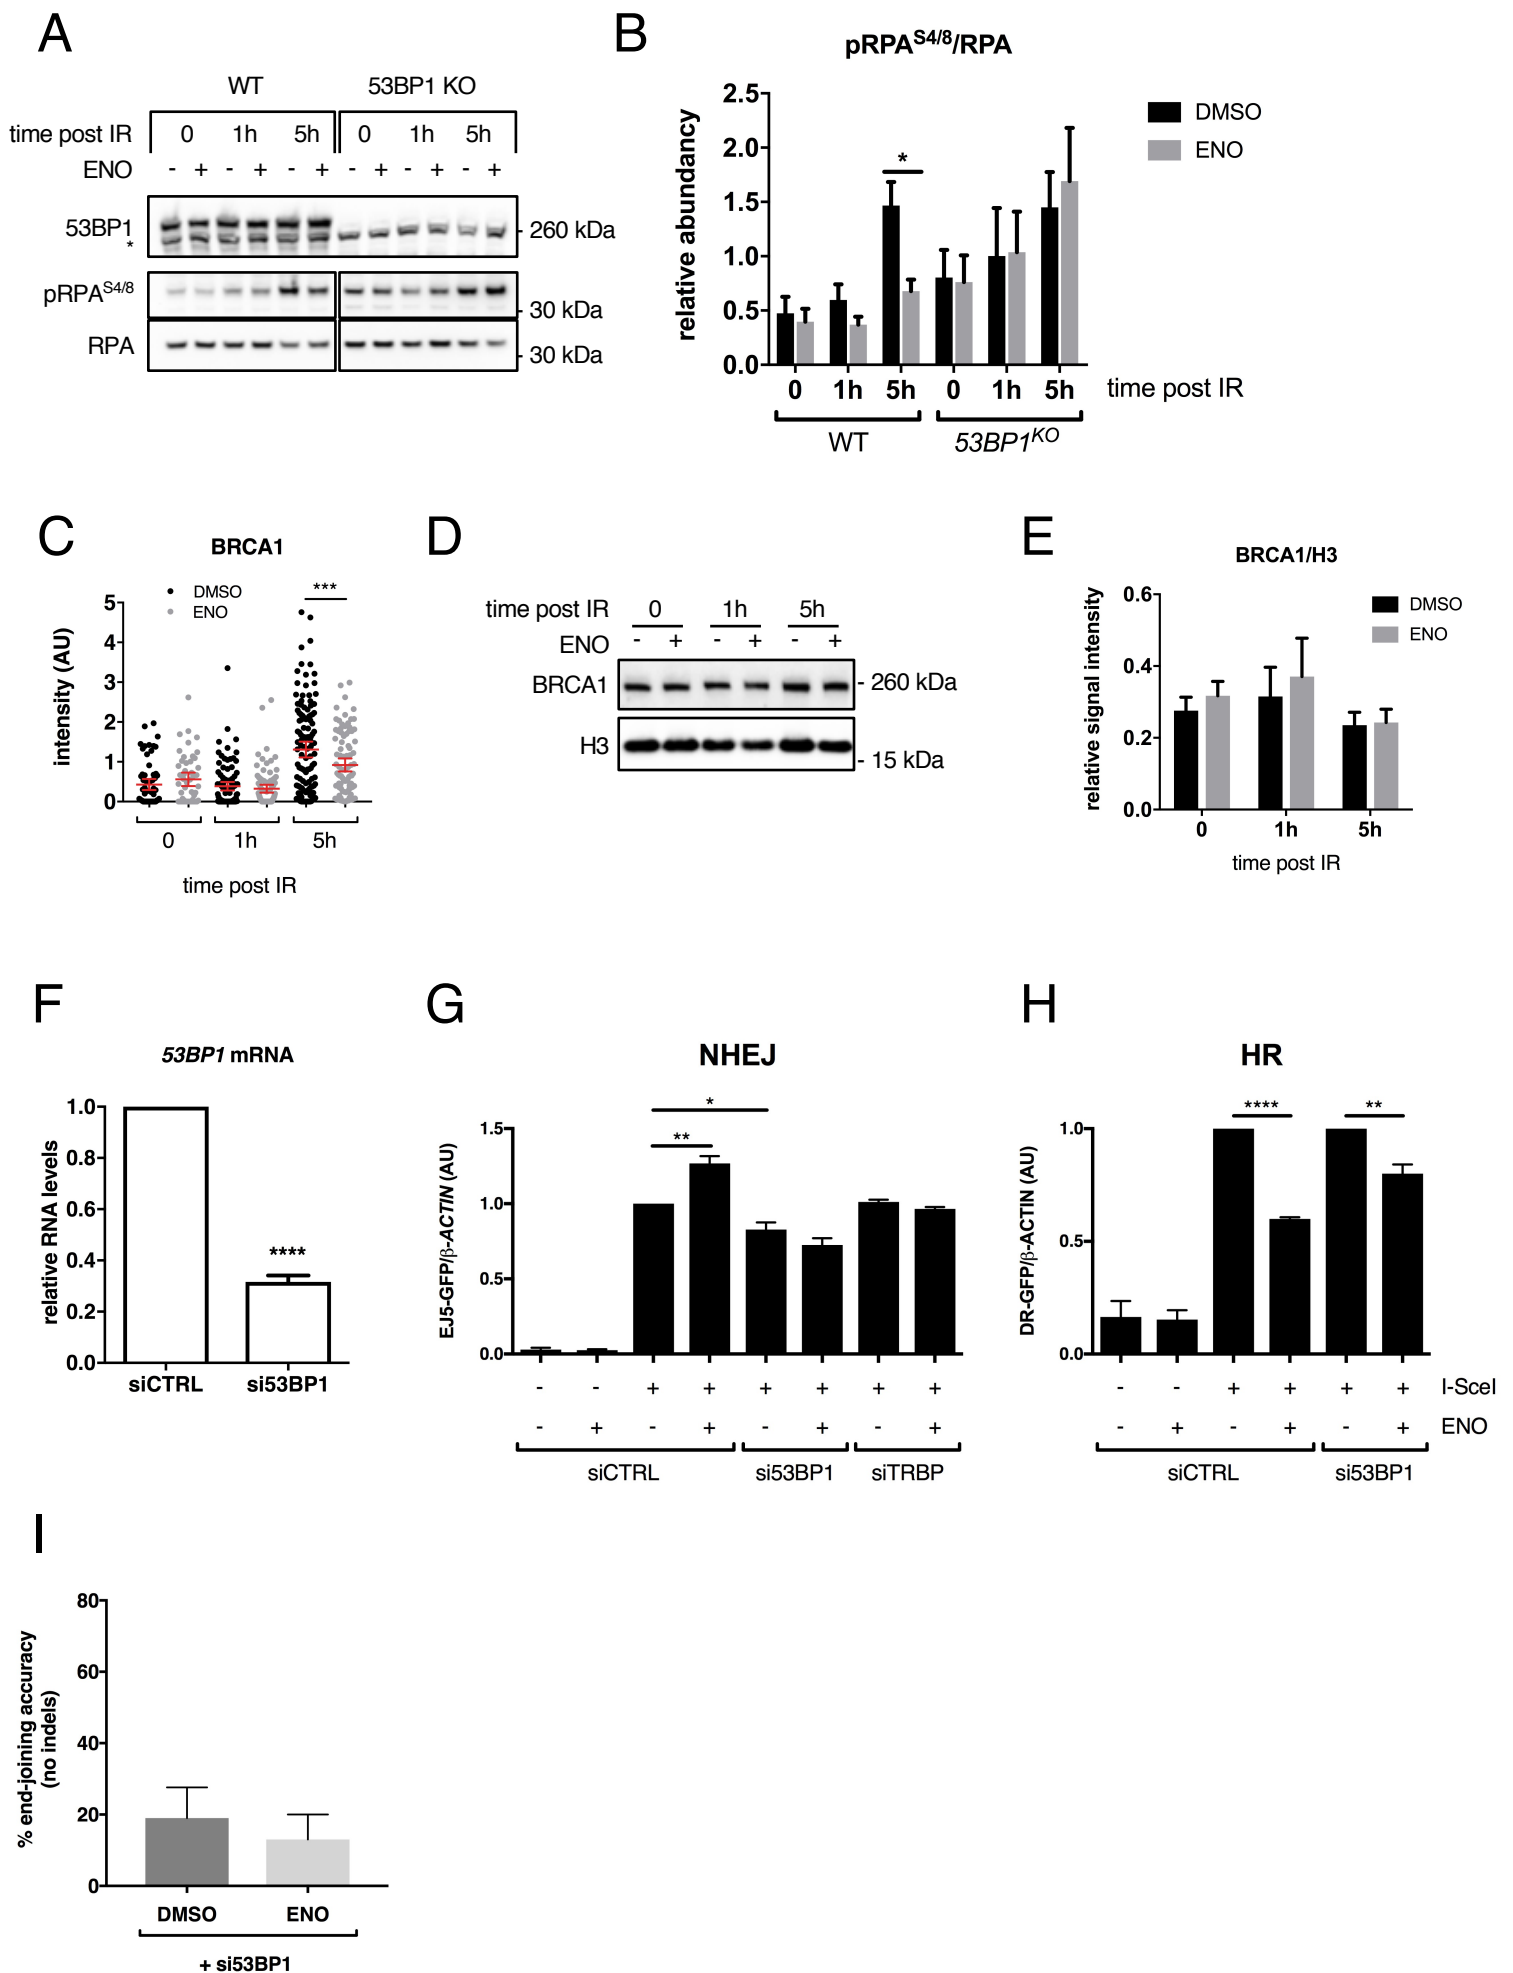 A
WT 53BP1 KO
time post IR 0 1h 5h 0 1h 5h
ENO - + - + - + - + - + - +
53BP1
*
260 kDa
pRPAS4/8
30 kDa
RPA
30 kDa
B
pRPAS4/8/RPA
relative abundancy
2.5
2.0
1.5
1.0
0.5
0.0
*
DMSO
ENO
0 1h 5h 0 1h 5h time post IR
WT 53BP1KO
C
BRCA1
DMSO
ENO
***
intensity (AU)
5
4
3
2
1
0
0 1h 5h
time post IR
D
time post IR 0 1h 5h
ENO - + - + - +
BRCA1 - 260 kDa
H3
- 15 kDa
E
BRCA1/H3
relative signal intensity
0.6
0.4
0.2
0.0
DMSO
ENO
0 1h 5h
time post IR
F
53BP1 mRNA
relative RNA levels
1.0
0.8
0.6
0.4
0.2
0.0
****
siCTRL si53BP1
G
NHEJ
EJ5-GFP/β-ACTIN (AU)
1.5
1.0
0.5
0.0
*
**
- - + + + + + +
- + - + - + - +
siCTRL si53BP1 siTRBP
H
HR
DR-GFP/β-ACTIN (AU)
1.0
0.5
0.0
**** **
- - + + + + I-SceI
- + - + - + ENO
siCTRL si53BP1
I
% end-joining accuracy
(no indels)
80
60
40
20
0
DMSO ENO
+ si53BP1